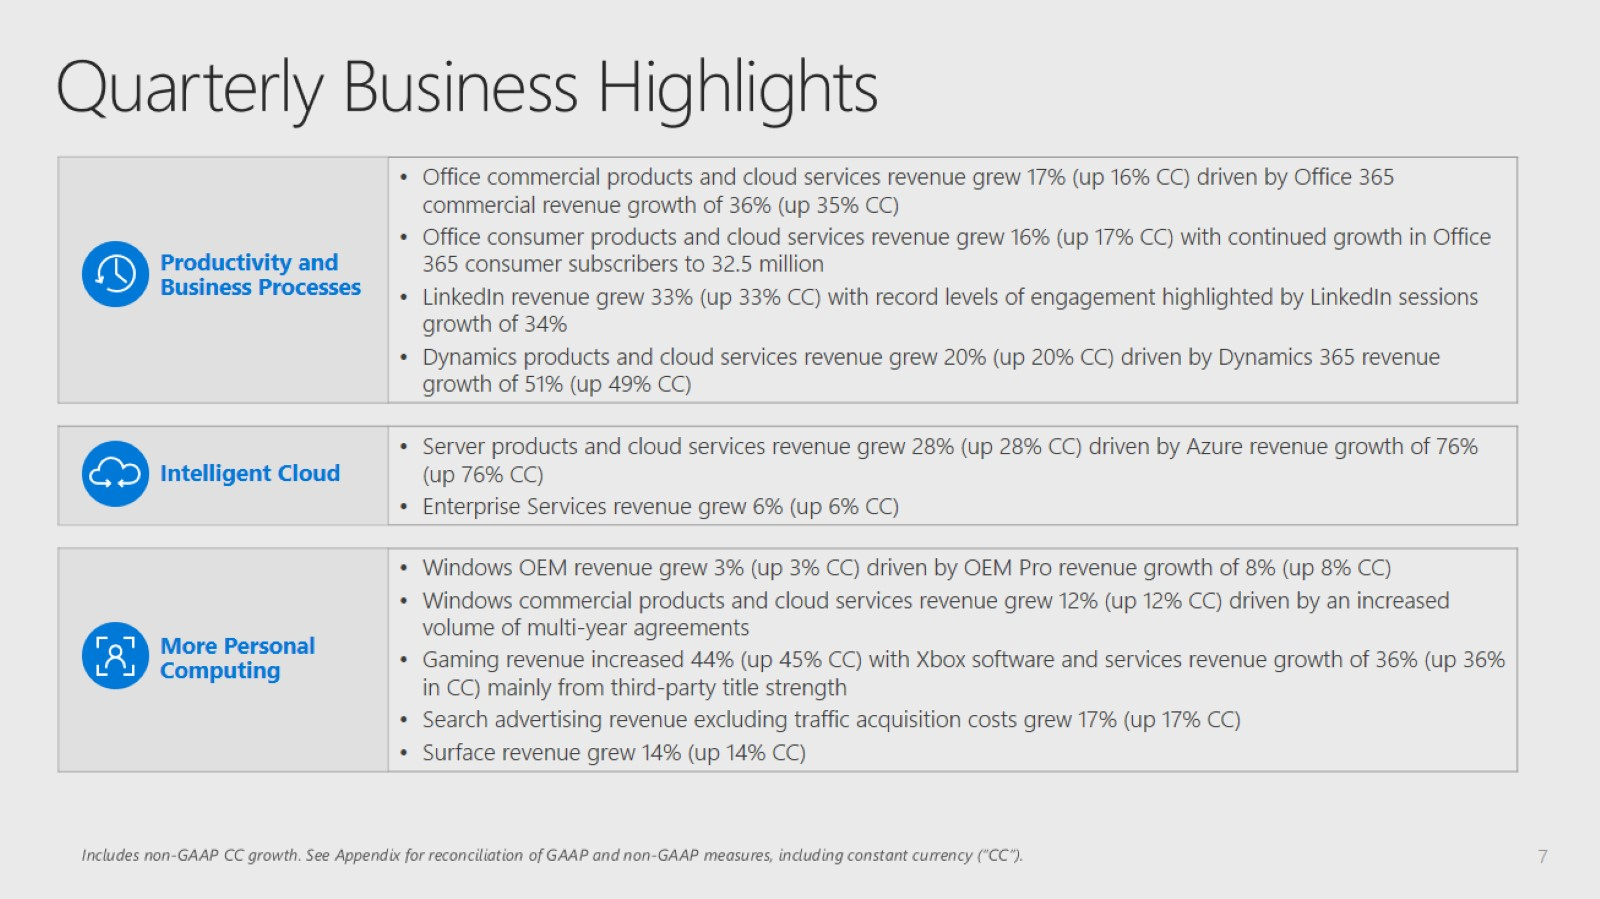 Quarterly Business Highlights
Productivity and
Business Processes
• Office commercial products and cloud services revenue grew 17% (up 16% CC) driven by Office 365
commercial revenue growth of 36% (up 35% CC)
• Office consumer products and cloud services revenue grew 16% (up 17% CC) with continued growth in Office
365 consumer subscribers to 32.5 million
• LinkedIn revenue grew 33% (up 33% CC) with record levels of engagement highlighted by LinkedIn sessions
growth of 34%
• Dynamics products and cloud services revenue grew 20% (up 20% CC) driven by Dynamics 365 revenue
growth of 51% (up 49% CC)
Intelligent Cloud
• Server products and cloud services revenue grew 28% (up 28% CC) driven by Azure revenue growth of 76%
(up 76% CC)
• Enterprise Services revenue grew 6% (up 6% CC)
More Personal
Computing
• Windows OEM revenue grew 3% (up 3% CC) driven by OEM Pro revenue growth of 8% (up 8% CC)
• Windows commercial products and cloud services revenue grew 12% (up 12% CC) driven by an increased
volume of multi-year agreements
• Gaming revenue increased 44% (up 45% CC) with Xbox software and services revenue growth of 36% (up 36%
in CC) mainly from third-party title strength
• Search advertising revenue excluding traffic acquisition costs grew 17% (up 17% CC)
• Surface revenue grew 14% (up 14% CC)
Includes non-GAAP CC growth. See Appendix for reconciliation of GAAP and non-GAAP measures, including constant currency ("CC").
7